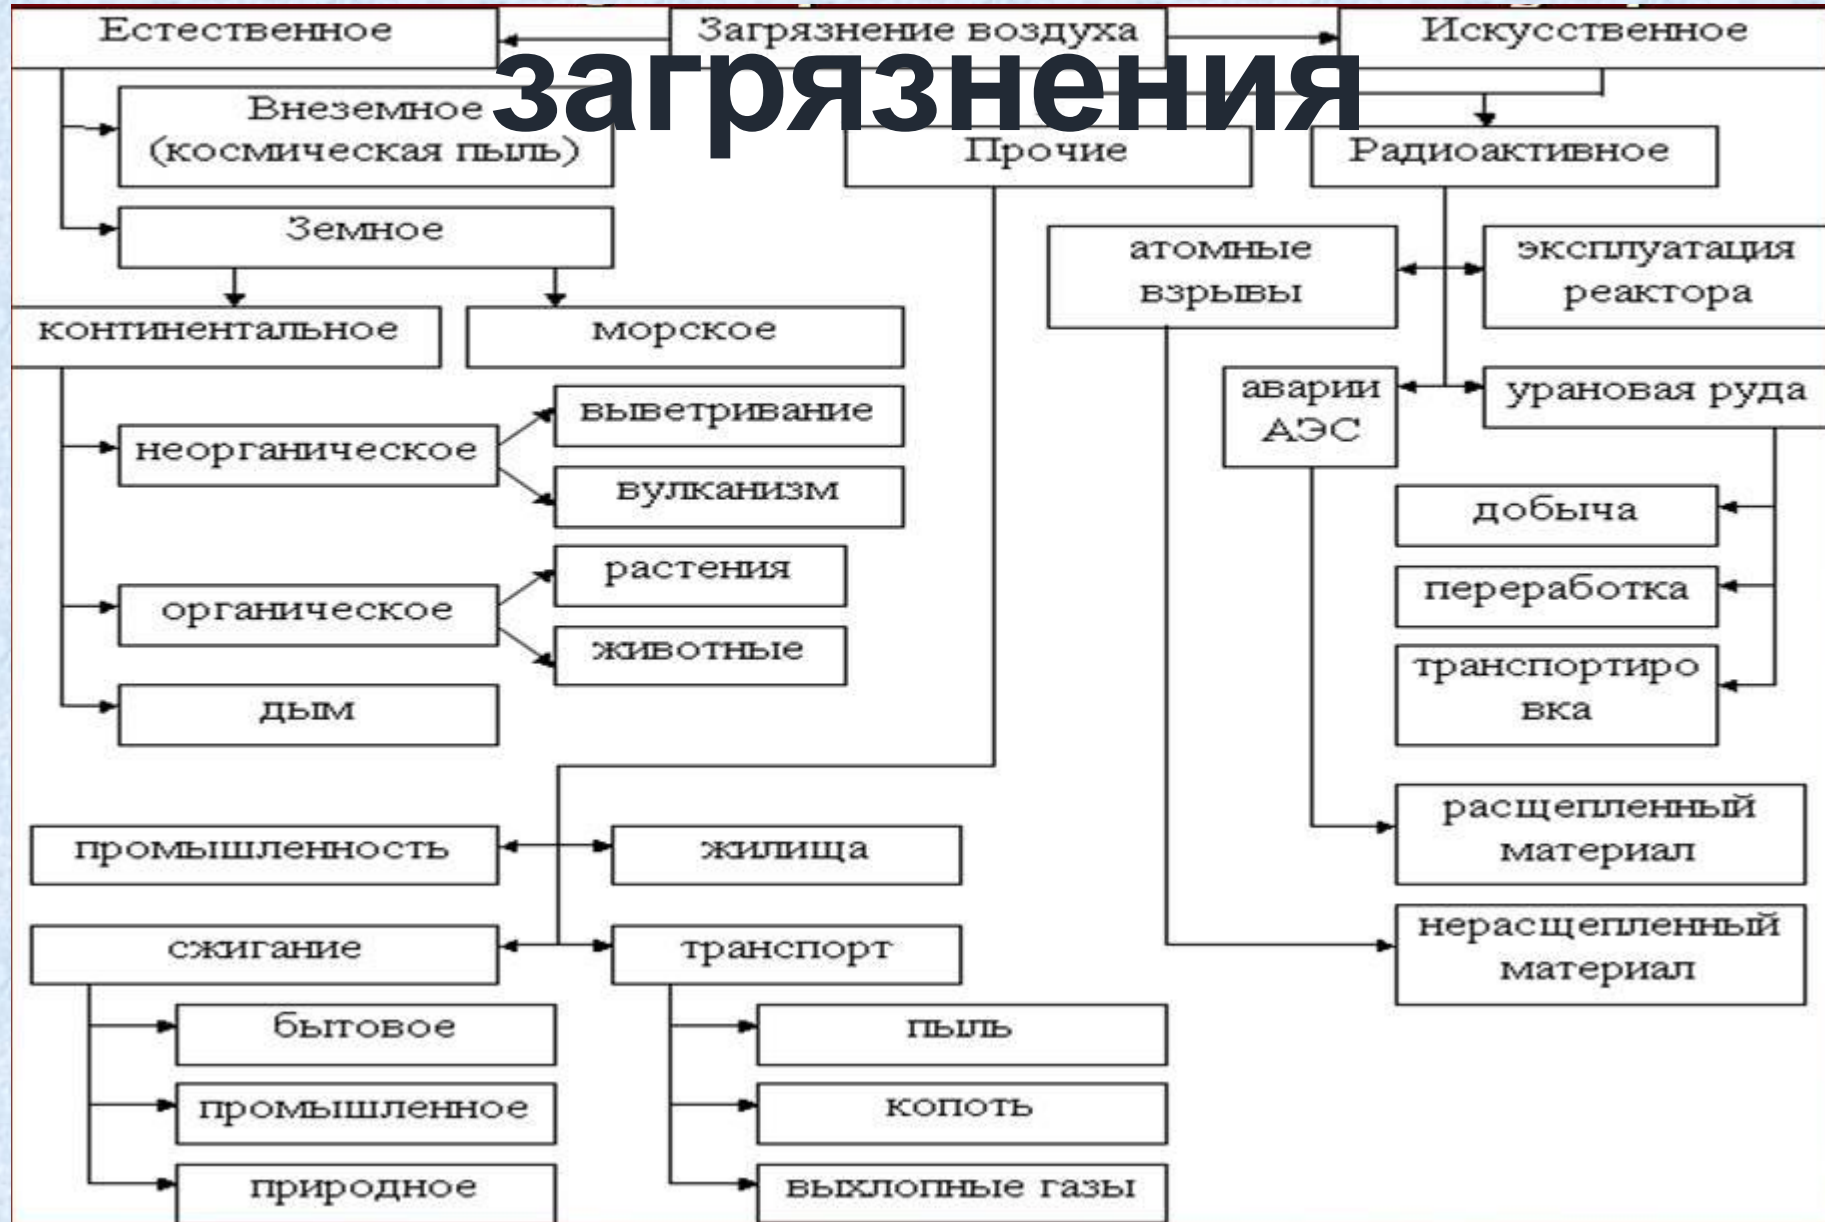 Естественное
Загрязнение воздуха
Искусственное
загрязнения
Внеземное
(космическая пыль)
Прочие
Радиоактивное
Земное
атомные
взрывы
эксплуатация
реактора
континентальное
морское
аварии
АЭС
урановая руда
неорганическое
выветривание
вулканизм
добыча
органическое
растения
животные
переработка
транспортиро
вка
дым
промышленность
жилища
расщепленный
материал
сжигание
транспорт
нерасщепленный
материал
бытовое
пыль
промышленное
копоть
природное
выхлопные газы